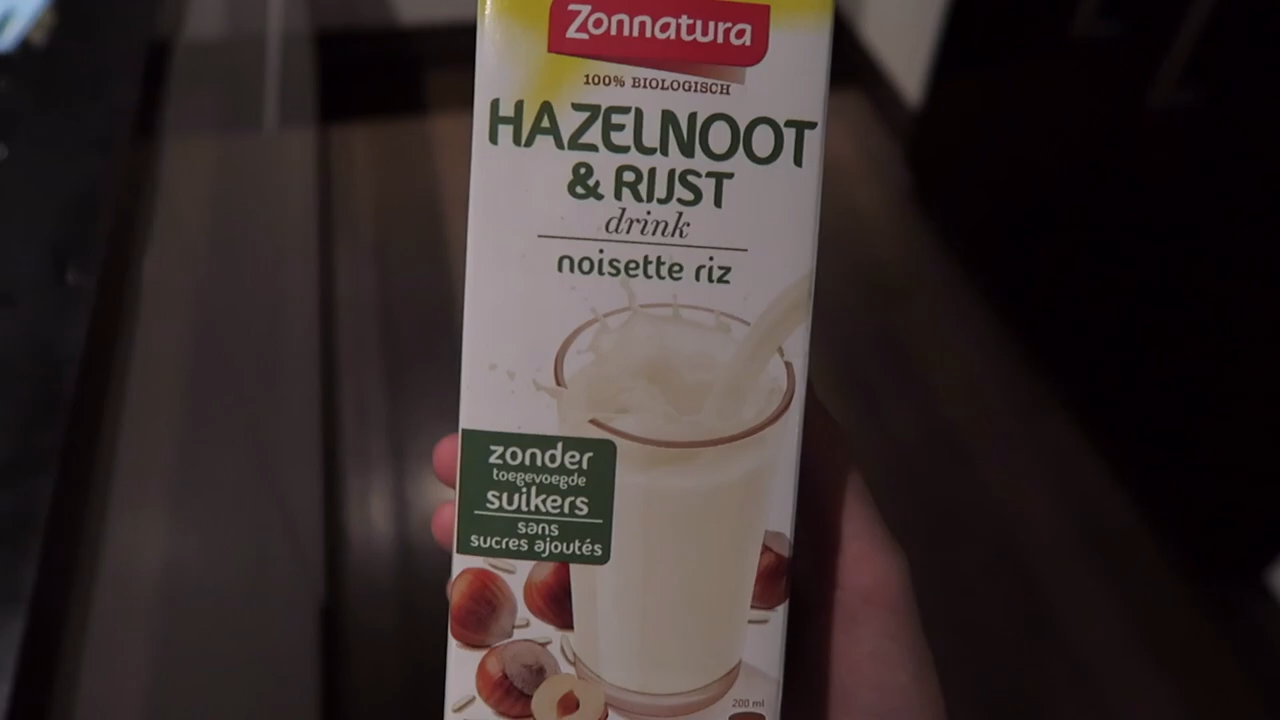 Zonnatura
100% BIOLOGISCH
HAZELNOOT
& RIJST
drink
noisette riz
zonder
toegevoegde
suikers
sans
sucres ajoutés
200 ml